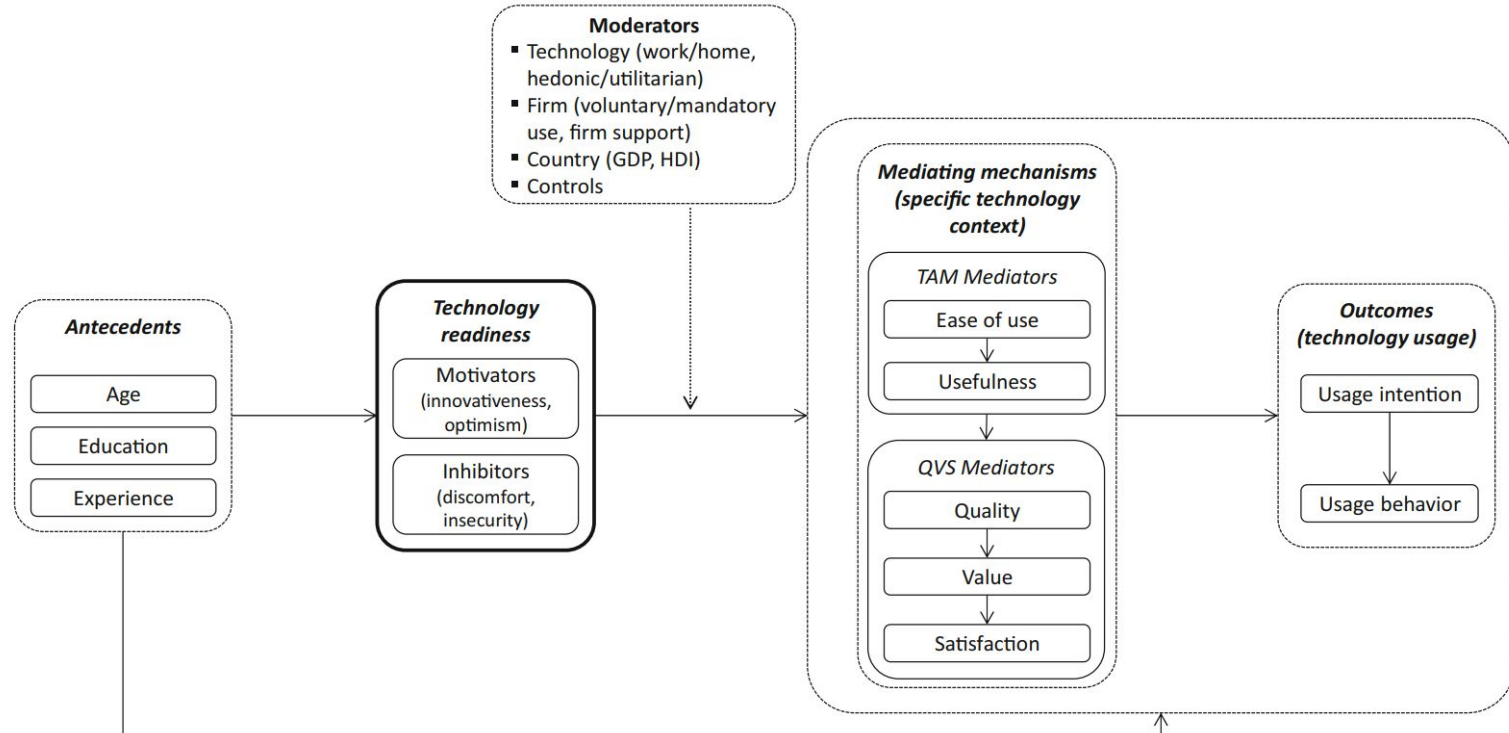 Moderators
▪ Technology (work/home,
hedonic/utilitarian)
▪ Firm (voluntary/mandatory
use, firm support)
▪ Country (GDP, HDI)
▪ Controls
Antecedents
Age
Education
Experience
Technology
readiness
Motivators
(innovativeness,
optimism)
Inhibitors
(discomfort,
insecurity)
Mediating mechanisms
(specific technology
context)
TAM Mediators
Ease of use
Usefulness
QVS Mediators
Quality
Value
Satisfaction
Outcomes
(technology usage)
Usage intention
Usage behavior